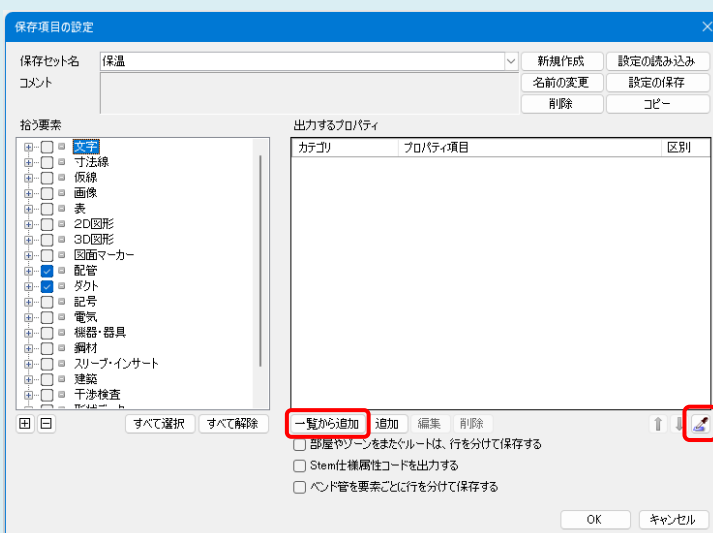 保存項目の設定
保存セット名 保温 新規作成 設定の読み込み
コメント 名前の変更 設定の保存
削除 コピー
拾う要素 出力するプロパティ
カテゴリ プロパティ項目 区別
文字
寸法線
仮線
画像
表
2D図形
3D図形
図面マーカー
配管
ダクト
記号
電気
機器・器具
鋼材
スリーブ・インサート
建築
干渉検査
すべて選択 すべて解除 一覧から追加 追加 編集 削除
部屋やゾーンをまたぐルートは、行を分けて保存する
Stem仕様属性コードを出力する
ベンド管を要素ごとに行を分けて保存する
OK キャンセル